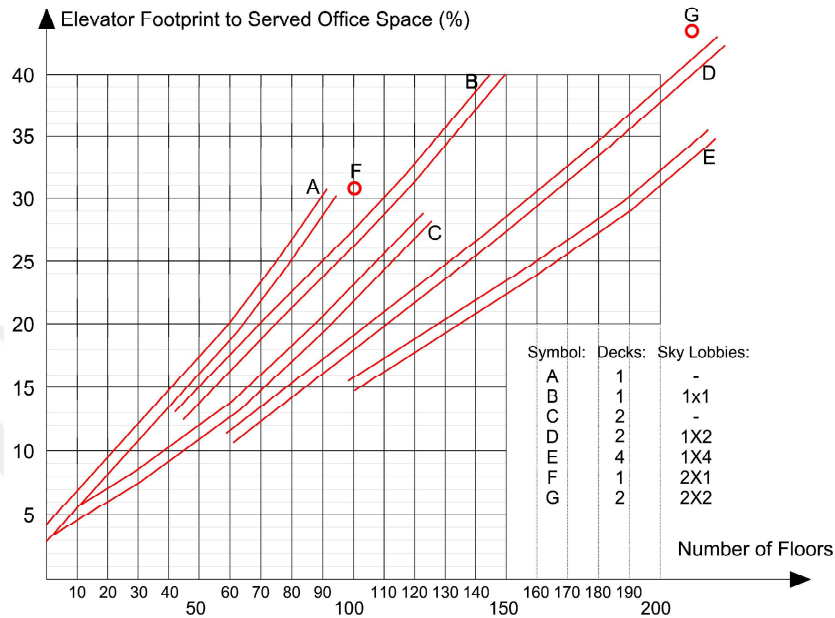 Elevator Footprint to Served Office Space (%)
G
40
B
D
35
E
A
F
30
C
25
20
Symbol: Decks: Sky Lobbies:
A 1 -
B 1 1x1
C 2 -
D 2 1X2
E 4 1X4
F 1 2X1
G 2 2X2
15
10
5
Number of Floors
10 20 30 40 60 70 80 90 110 120 130 140 160 170 180 190
50 100 150 200